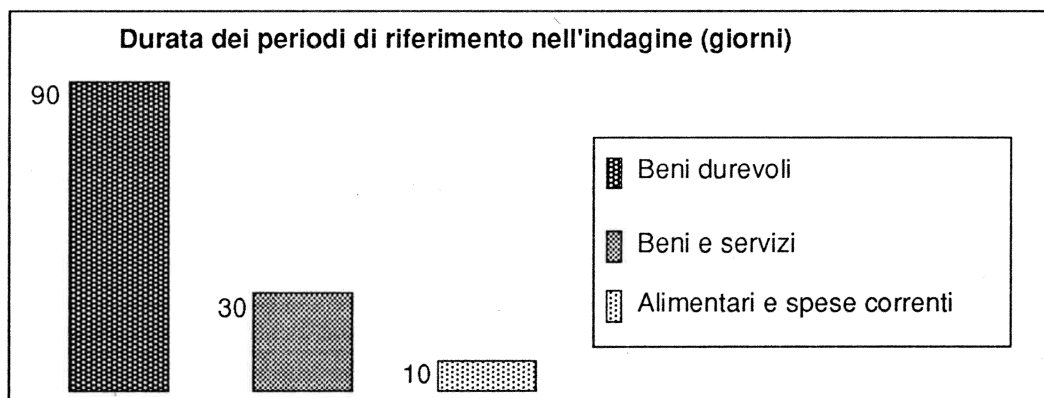 Durata dei periodi di riferimento nell'indagine (giorni)
90
30
10
Beni durevoli
Beni e servizi
Alimentari e spese correnti